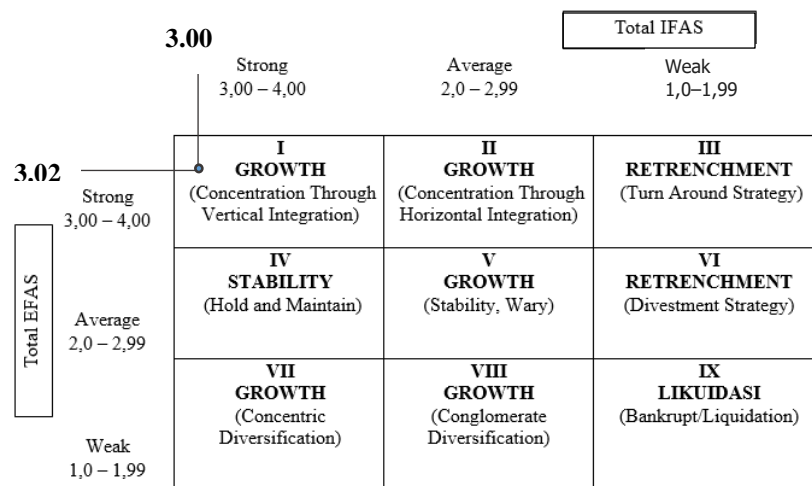 Total IFAS
3.00
Strong
3,00 – 4,00
Average
2,0 – 2,99
Weak
1,0–1,99
3.02
Strong
3,00 – 4,00
Total EFAS
Average
2,0 – 2,99
Weak
1,0 – 1,99
I
GROWTH
(Concentration Through
Vertical Integration)
II
GROWTH
(Concentration Through
Horizontal Integration)
III
RETRENCHMENT
(Turn Around Strategy)
IV
STABILITY
(Hold and Maintain)
V
GROWTH
(Stability, Wary)
VI
RETRENCHMENT
(Divestment Strategy)
VII
GROWTH
(Concentric
Diversification)
VIII
GROWTH
(Conglomerate
Diversification)
IX
LIKUIDASI
(Bankrupt/Liquidation)